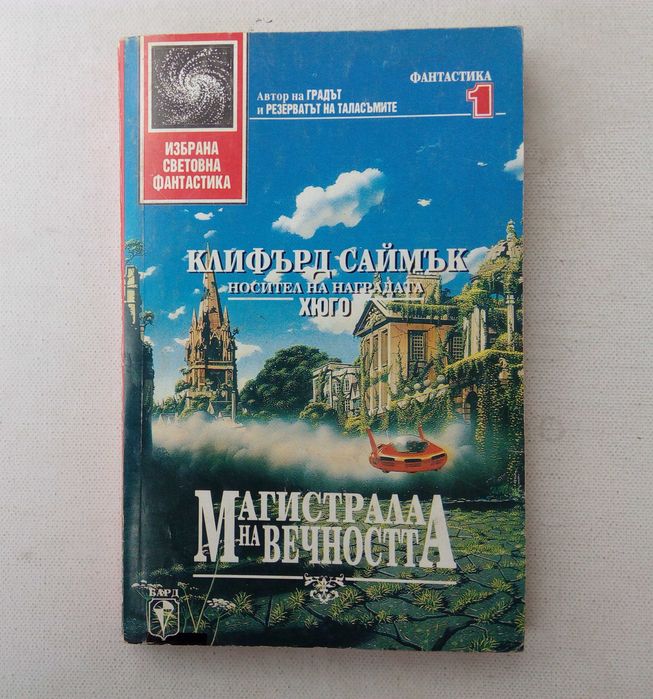 ИЗБРАНА
СВЕТОВНА
ФАНТАСТИКА
Автор на ГРАДЪТ
и РЕЗЕРВАТЪТ НА ТАЛАСЪМИТЕ
ФАНТАСТИКА
1
КЛИФЪРД САЙМЪК
НОСИТЕЛ НА НАГРАДАТА
ХЮГО
МАГИСТРАЛА
НА ВЕЧНОСТТА
БАРД